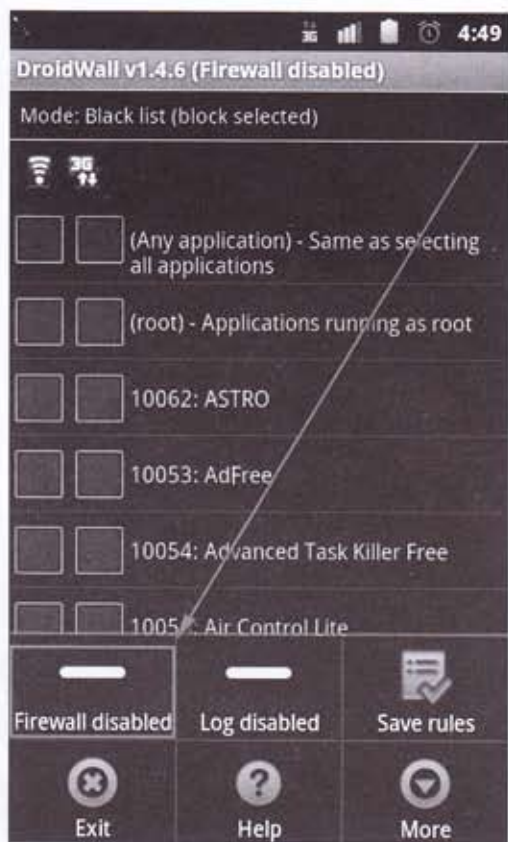 3G 4:49
DroidWall v1.4.6 (Firewall disabled)
Mode: Black list (block selected)
3G
(Any application) - Same as selecting
all applications
(root) - Applications running as root
10062: ASTRO
10053: AdFree
10054: Advanced Task Killer Free
Air Control Lite
Firewall disabled Log disabled Save rules
Exit Help More